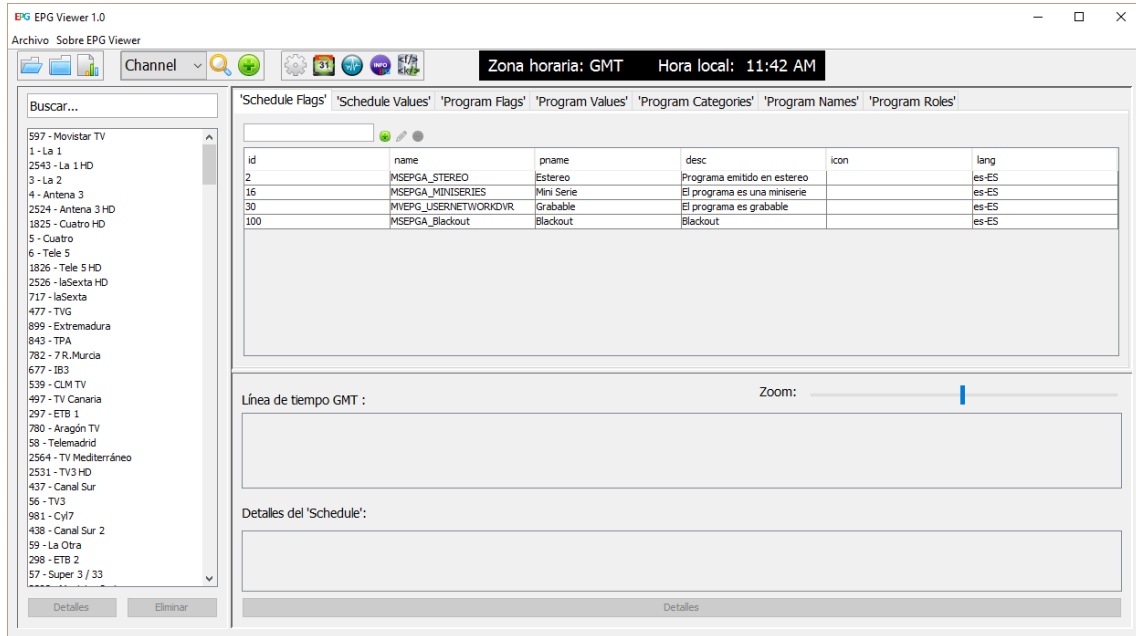 EPG EPG Viewer 1.0
Archivo Sobre EPG Viewer
Channel 31 INFO Zona horaria: GMT Hora local: 11:42 AM
Buscar...
597 - Movistar TV
1 - La 1
2543 - La 1 HD
3 - La 2
4 - Antena 3
2524 - Antena 3 HD
1825 - Cuatro HD
5 - Cuatro
6 - Tele 5
1826 - Tele 5 HD
2526 - laSexta HD
717 - laSexta
477 - TVG
899 - Extremadura
843 - TPA
782 - 7 R.Murcia
677 - IB3
539 - CLM TV
497 - TV Canaria
297 - ETB 1
780 - Aragón TV
58 - Telemadrid
2564 - TV Mediterráneo
2531 - TV3 HD
437 - Canal Sur
56 - TV3
981 - Cyl7
438 - Canal Sur 2
59 - La Otra
298 - ETB 2
57 - Super 3 / 33
Detalles Eliminar
'Schedule Flags' 'Schedule Values' 'Program Flags' 'Program Values' 'Program Categories' 'Program Names' 'Program Roles'
id name pname desc icon lang
2 MSEPGA_STEREO Estereo Programa emitido en estereo es-ES
16 MSEPGA_MINISERIES Mini Serie El programa es una miniserie es-ES
30 MVEPG_USERNETWORKDVR Grabable El programa es grabable es-ES
100 MSEPGA_Blackout Blackout Blackout es-ES
Línea de tiempo GMT : Zoom:
Detalles del 'Schedule':
Detalles